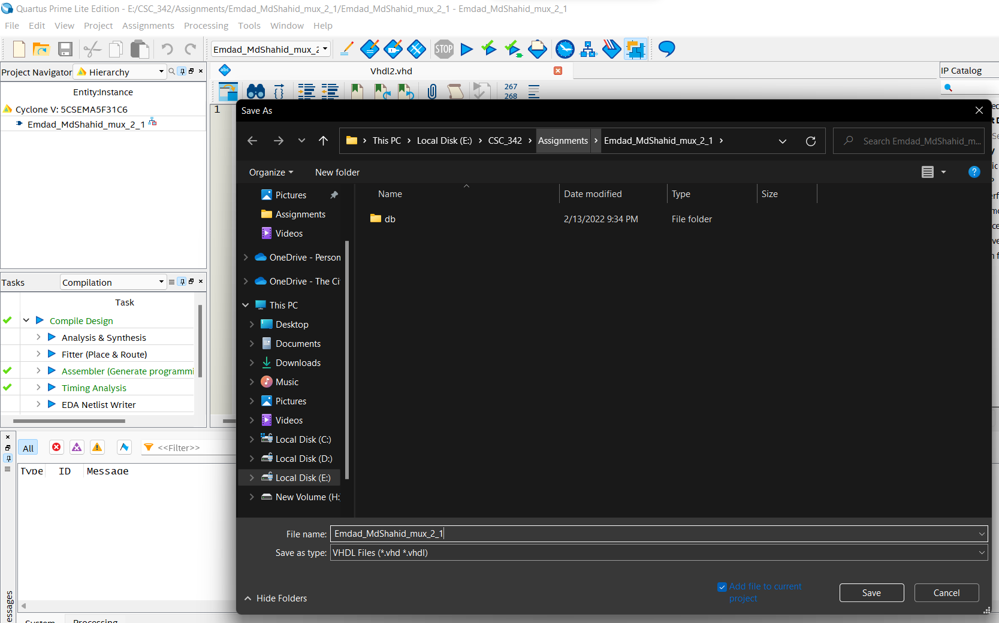 Quartus Prime Lite Edition - E:/CSC_342/Assignments/Emdad_MdShahid_mux_2_1/Emdad_MdShahid_mux_2_1 - Emdad_MdShahid_mux_2_1
File Edit View Project Assignments Processing Tools Window Help
Emdad_MdShahid_mux_2
STOP
Project Navigator Hierarchy
Entity:Instance
Cyclone V: 5CSEMA5F31C6
Emdad_MdShahid_mux_2_1
abc
Vhdl2.vhd
IP Catalog
267
268
1
Save As
This PC > Local Disk (E:) > CSC_342 > Assignments > Emdad_MdShahid_mux_2_1 >
Search Emdad_MdShahid_m...
Organize
New folder
Name Date modified Type Size
db 2/13/2022 9:34 PM File folder
Pictures
Assignments
Videos
OneDrive - Person
OneDrive - The Ci
This PC
Desktop
Documents
Downloads
Music
Pictures
Videos
Local Disk (C:)
Local Disk (D:)
Local Disk (E:)
New Volume (H:
File name: Emdad_MdShahid_mux_2_1
Save as type: VHDL Files (*.vhd *.vhdl)
Hide Folders
Add file to current
project
Save
Cancel
Tasks Compilation
Task
Compile Design
Analysis & Synthesis
Fitter (Place & Route)
Assembler (Generate programmi
Timing Analysis
EDA Netlist Writer
All
<<Filter>>
Type ID Message
essages
System Processing